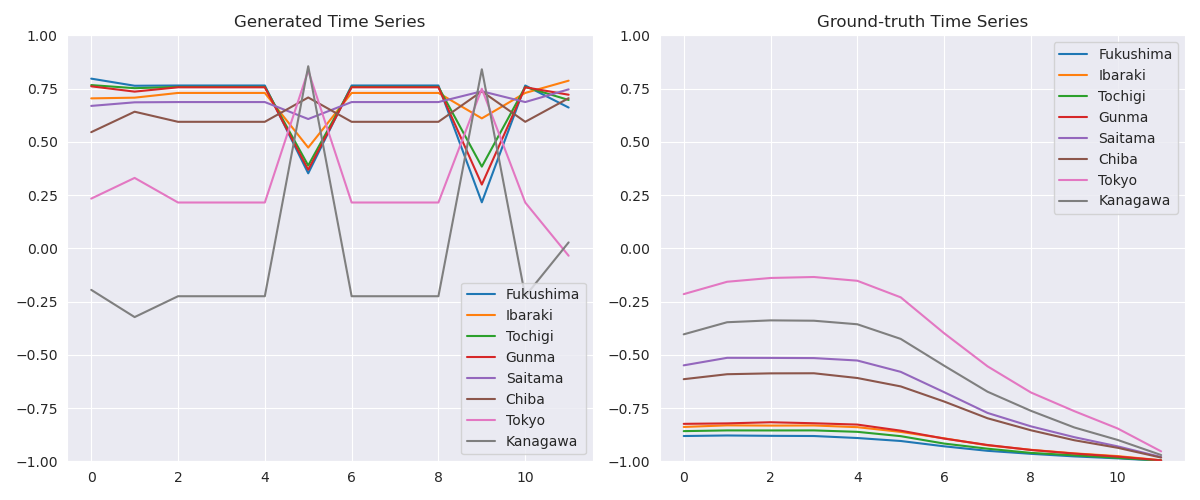 Generated Time Series
1.00
0.75
0.50
0.25
0.00
−0.25
−0.50
−0.75
−1.00
0 2 4 6 8 10
Fukushima
Ibaraki
Tochigi
Gunma
Saitama
Chiba
Tokyo
Kanagawa
Ground-truth Time Series
1.00
0.75
0.50
0.25
0.00
−0.25
−0.50
−0.75
−1.00
0 2 4 6 8 10
Fukushima
Ibaraki
Tochigi
Gunma
Saitama
Chiba
Tokyo
Kanagawa